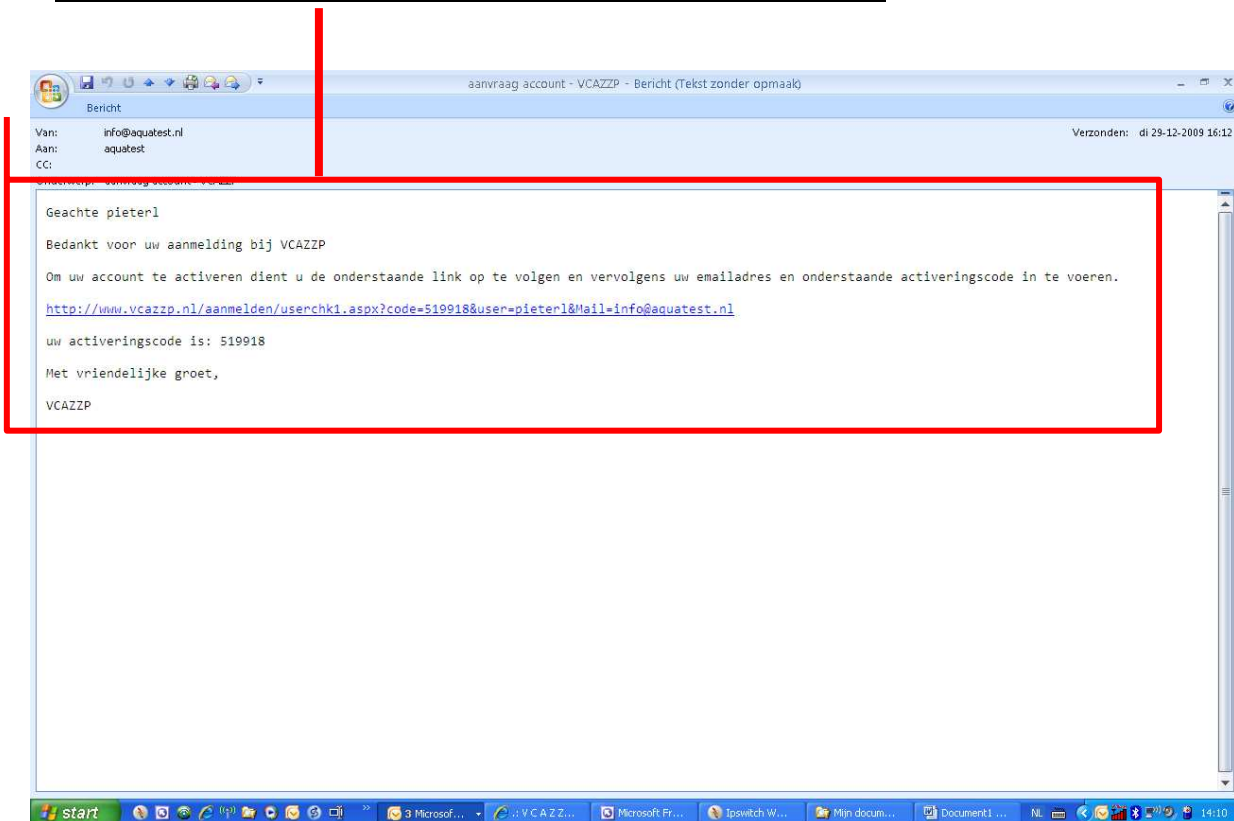 aanvraag account - VCAZZP - Bericht (Tekst zonder opmaak)
Bericht
Van: info@aquatest.nl
Verzonden: di 29-12-2009 16:12
Aan: aquatest
CC:
Onderwerp: aanvraag account - VCAZZP
Geachte pieterl
Bedankt voor uw aanmelding bij VCAZZP
Om uw account te activeren dient u de onderstaande link op te volgen en vervolgens uw emailadres en onderstaande activeringscode in te voeren.
http://www.vcazzp.nl/aanmelden/userchk1.aspx?code=519918&user=pieterl&Mail=info@aquatest.nl
uw activeringscode is: 519918
Met vriendelijke groet,
VCAZZP
start 3 Microsof... .: V C A Z Z... Microsoft Fr... Ipswitch W... Mijn docum... Document1 ... NL 14:10